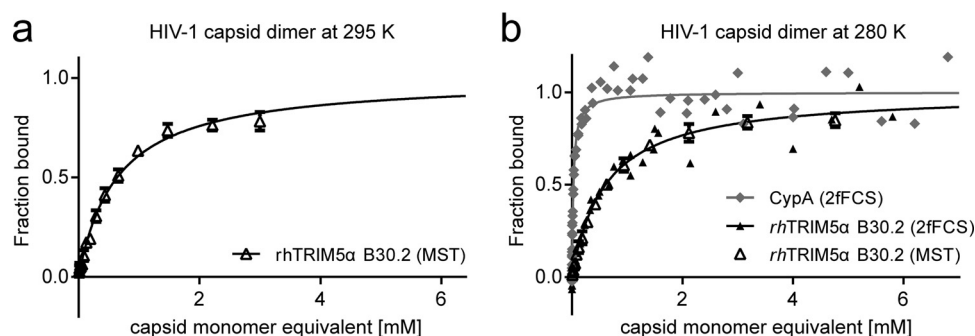 a
HIV-1 capsid dimer at 295 K
1.0
0.5
0.0
Fraction bound
rhTRIM5α B30.2 (MST)
2
4
6
capsid monomer equivalent [mM]
b
HIV-1 capsid dimer at 280 K
1.0
0.5
0.0
Fraction bound
CypA (2fFCS)
rhTRIM5α B30.2 (2fFCS)
rhTRIM5α B30.2 (MST)
0
2
4
6
capsid monomer equivalent [mM]